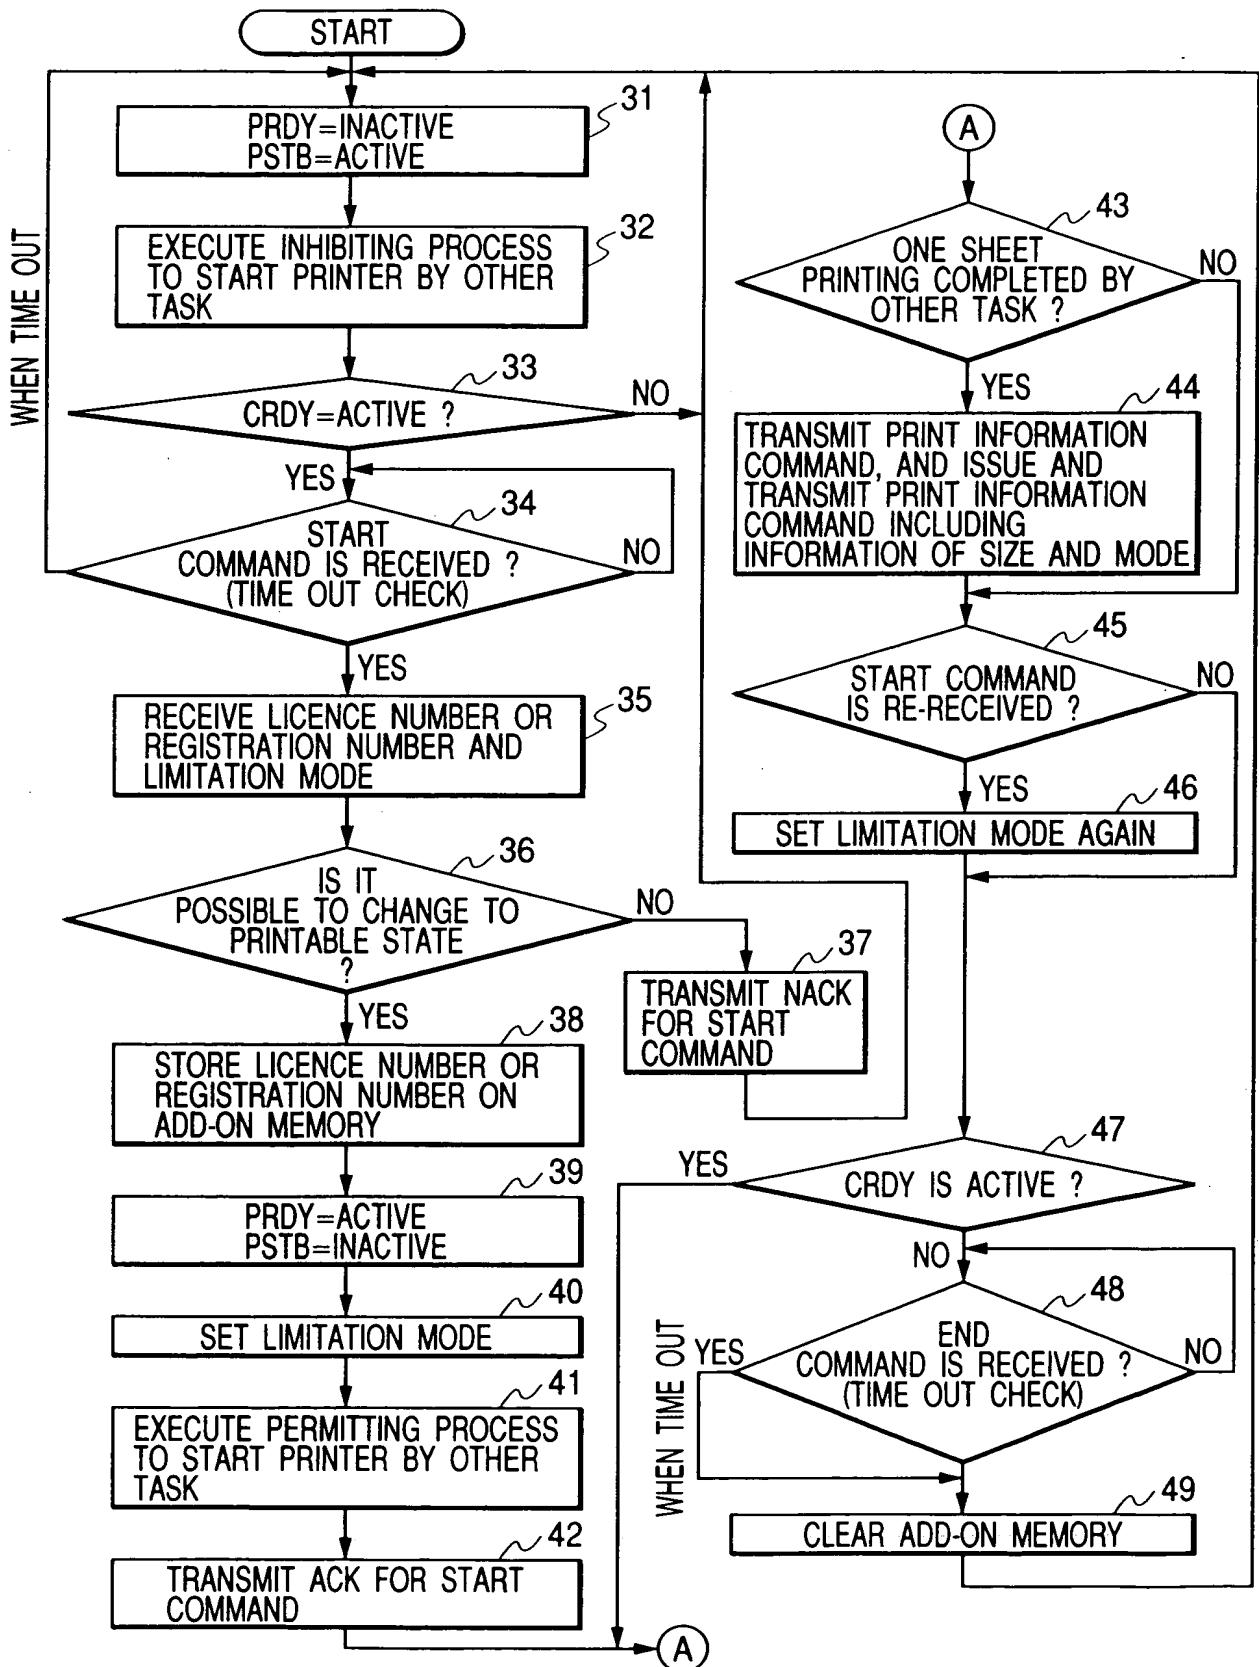 START
31
PRDY=INACTIVE
PSTB=ACTIVE
32
EXECUTE INHIBITING PROCESS
TO START PRINTER BY OTHER
TASK
WHEN TIME OUT
33
CRDY=ACTIVE ?
NO
YES
34
START
COMMAND IS RECEIVED ?
(TIME OUT CHECK)
NO
YES
35
RECEIVE LICENCE NUMBER OR
REGISTRATION NUMBER AND
LIMITATION MODE
36
IS IT
POSSIBLE TO CHANGE TO
PRINTABLE STATE
?
NO
YES
37
TRANSMIT NACK
FOR START
COMMAND
38
STORE LICENCE NUMBER OR
REGISTRATION NUMBER ON
ADD-ON MEMORY
39
PRDY=ACTIVE
PSTB=INACTIVE
40
SET LIMITATION MODE
41
EXECUTE PERMITTING PROCESS
TO START PRINTER BY OTHER
TASK
42
TRANSMIT ACK FOR START
COMMAND
A
A
43
ONE SHEET
PRINTING COMPLETED BY
OTHER TASK ?
NO
YES
44
TRANSMIT PRINT INFORMATION
COMMAND, AND ISSUE AND
TRANSMIT PRINT INFORMATION
COMMAND INCLUDING
INFORMATION OF SIZE AND MODE
45
START COMMAND
IS RE-RECEIVED ?
NO
YES
46
SET LIMITATION MODE AGAIN
47
YES
CRDY IS ACTIVE ?
NO
48
END
COMMAND IS RECEIVED ?
(TIME OUT CHECK)
YES
NO
WHEN TIME OUT
49
CLEAR ADD-ON MEMORY